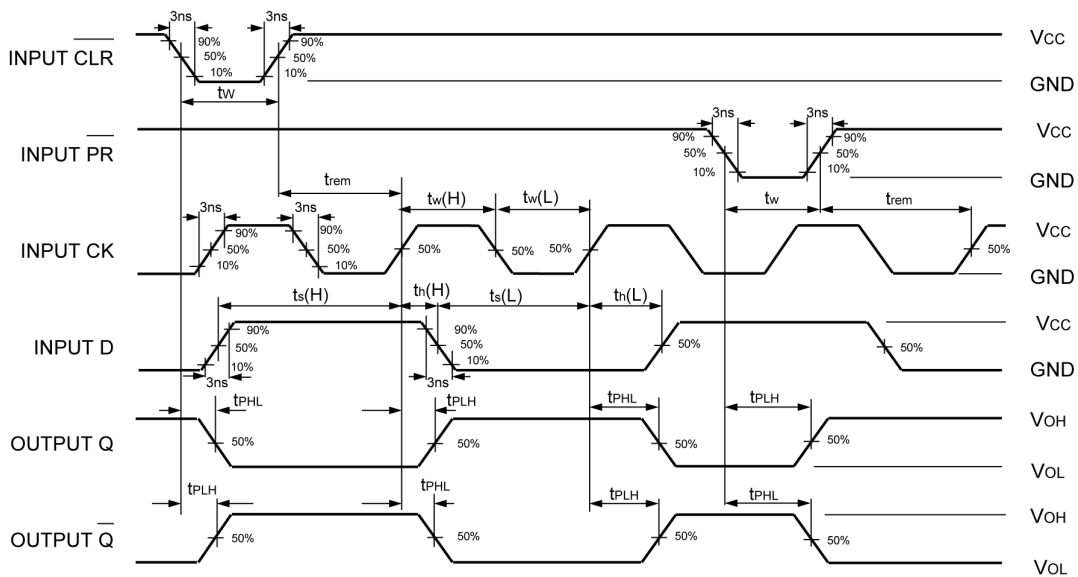 3ns 3ns
INPUT CLR 90% 50% 10% 90% 50% 10% VCC
GND
tW
INPUT PR 3ns 3ns VCC
90% 50% 10% 90% 50% 10%
GND
trem tw(H) tw(L) tw trem
INPUT CK 3ns 3ns VCC
90% 50% 10% 90% 50% 10% 50% 50% 50% 50%
GND
ts(H) th(H) ts(L) th(L)
INPUT D VCC
90% 50% 10% 90% 50% 10% 50% 50%
3ns 3ns GND
tPHL tPLH tPHL tPLH
OUTPUT Q 50% 50% 50% 50% VOH
VOL
tPLH tPHL tPLH tPHL
OUTPUT Q 50% 50% 50% 50% VOH
VOL